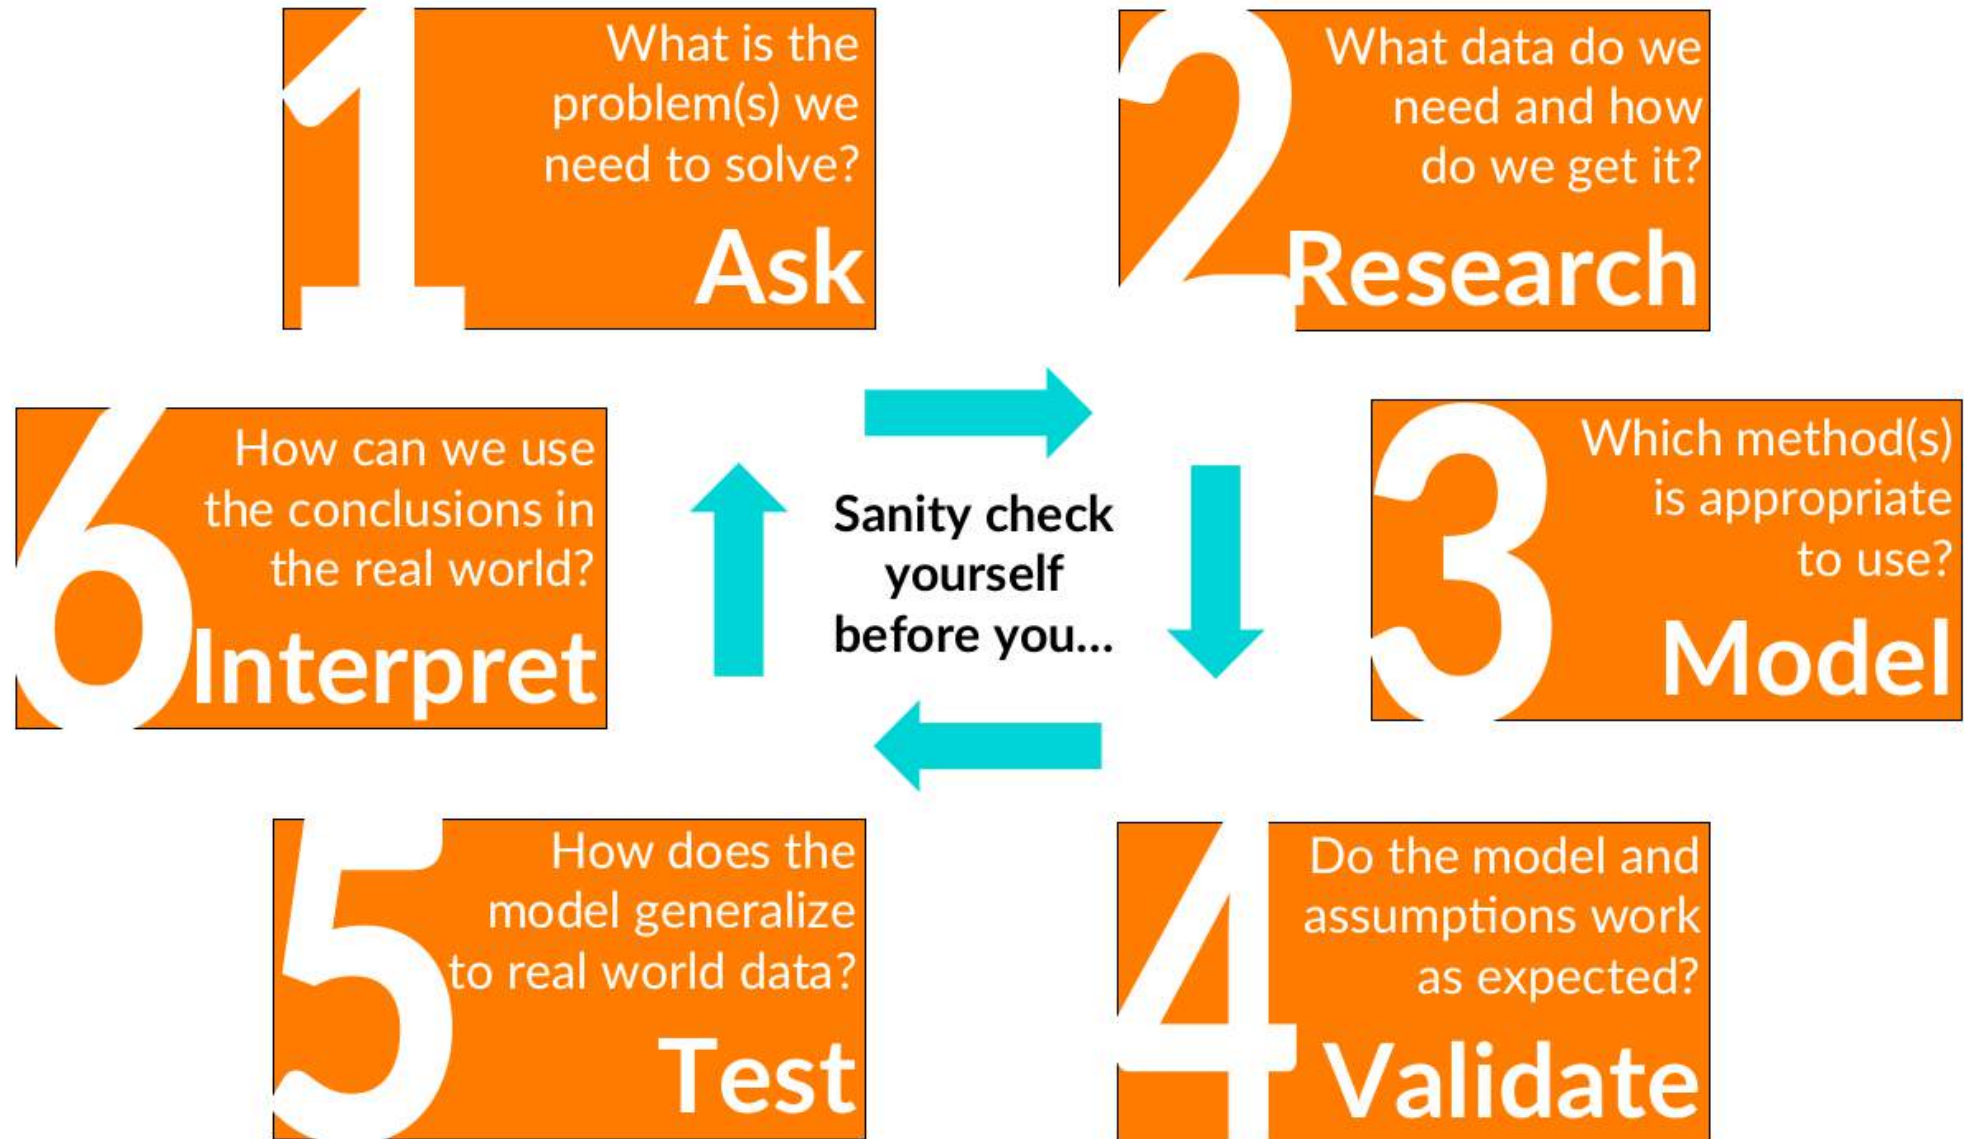 1
What is the
problem(s) we
need to solve?
Ask
2
What data do we
need and how
do we get it?
Research
3
Which method(s)
is appropriate
to use?
Model
4
Do the model and
assumptions work
as expected?
Validate
5
How does the
model generalize
to real world data?
Test
6
How can we use
the conclusions in
the real world?
Interpret
Sanity check
yourself
before you...